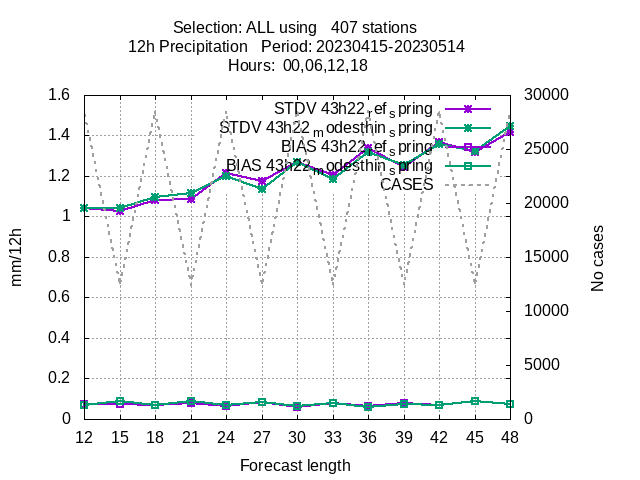 Selection: ALL using 407 stations
12h Precipitation Period: 20230415-20230514
Hours: 00,06,12,18
1.6
1.4
1.2
1
0.8
0.6
0.4
0.2
0
mm/12h
STDV 43h22_ref_spring
STDV 43h22_modesthin_spring
BIAS 43h22_ref_spring
BIAS 43h22_modesthin_spring
CASES
30000
25000
20000
15000
10000
5000
0
No cases
12 15 18 21 24 27 30 33 36 39 42 45 48
Forecast length